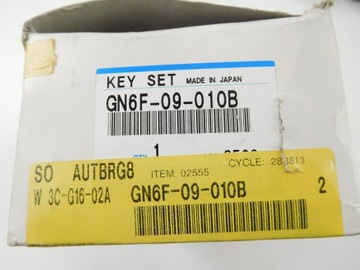 KEY SET MADE IN JAPAN
GN6F-09-010B
1
SO AUTBRG8 ITEM: 02555 CYCLE: 283813
W 3C-G16-02A GN6F-09-010B 2